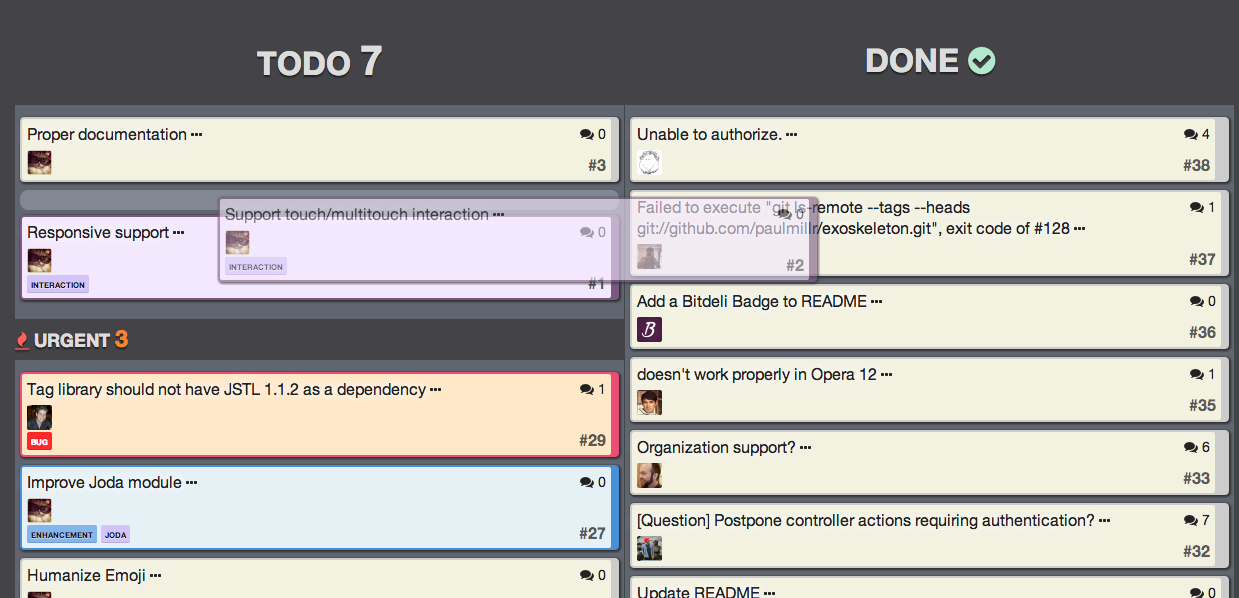 TODO 7
Proper documentation ··· 0
#3
Support touch/multitouch interaction ··· 0
INTERACTION
#2
Responsive support ··· 0
INTERACTION
#1
URGENT 3
Tag library should not have JSTL 1.1.2 as a dependency ··· 1
BUG
#29
Improve Joda module ··· 0
ENHANCEMENT JODA
#27
Humanize Emoji ··· 0
DONE
Unable to authorize. ··· 4
#38
Failed to execute "git ls-remote --tags --heads 1
git://github.com/paulmillr/exoskeleton.git", exit code of #128 ···
#37
Add a Bitdeli Badge to README ··· 0
B
#36
doesn't work properly in Opera 12 ··· 1
#35
Organization support? ··· 6
#33
[Question] Postpone controller actions requiring authentication? ··· 7
#32
Update README ··· 0